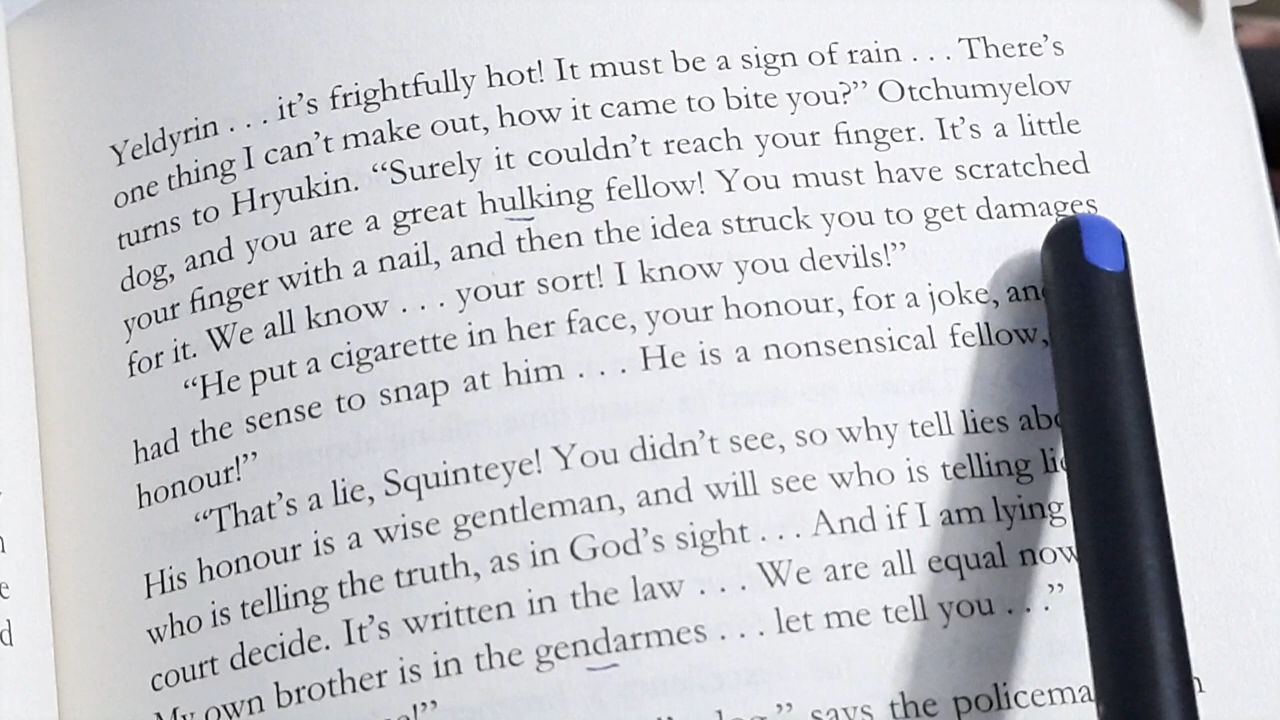 Yeldyrin . . . it's frightfully hot! It must be a sign of rain . . . There's
one thing I can't make out, how it came to bite you?” Otchumyelov
turns to Hryukin. “Surely it couldn't reach your finger. It's a little
dog, and you are a great hulking fellow! You must have scratched
your finger with a nail, and then the idea struck you to get damages
for it. We all know . . . your sort! I know you devils!”
“He put a cigarette in her face, your honour, for a joke,
had the sense to snap at him . . . He is a nonsensical fellow,
honour!”
“That's a lie, Squinteye! You didn't see, so why tell lies
His honour is a wise gentleman, and will see who is telling
who is telling the truth, as in God's sight . . . And if I am lying
court decide. It's written in the law . . . We are all equal
My own brother is in the gendarmes . . . let me tell you . . .”
says the